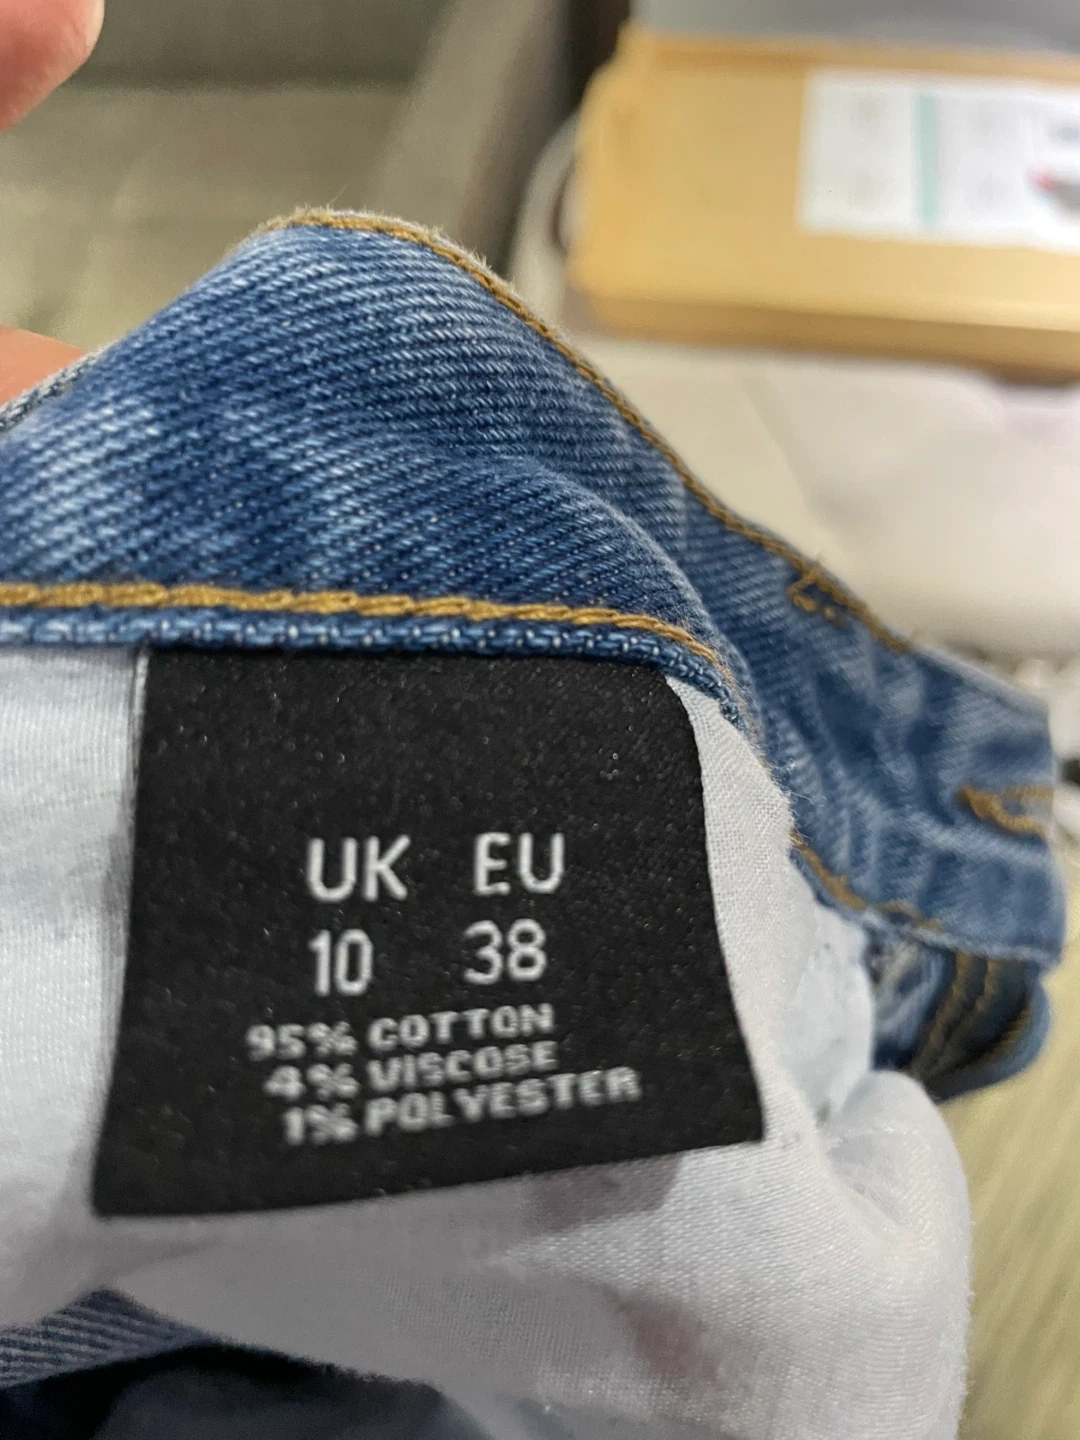 UK EU
10 38
95% COTTON
4% VISCOSE
1% POLYESTER